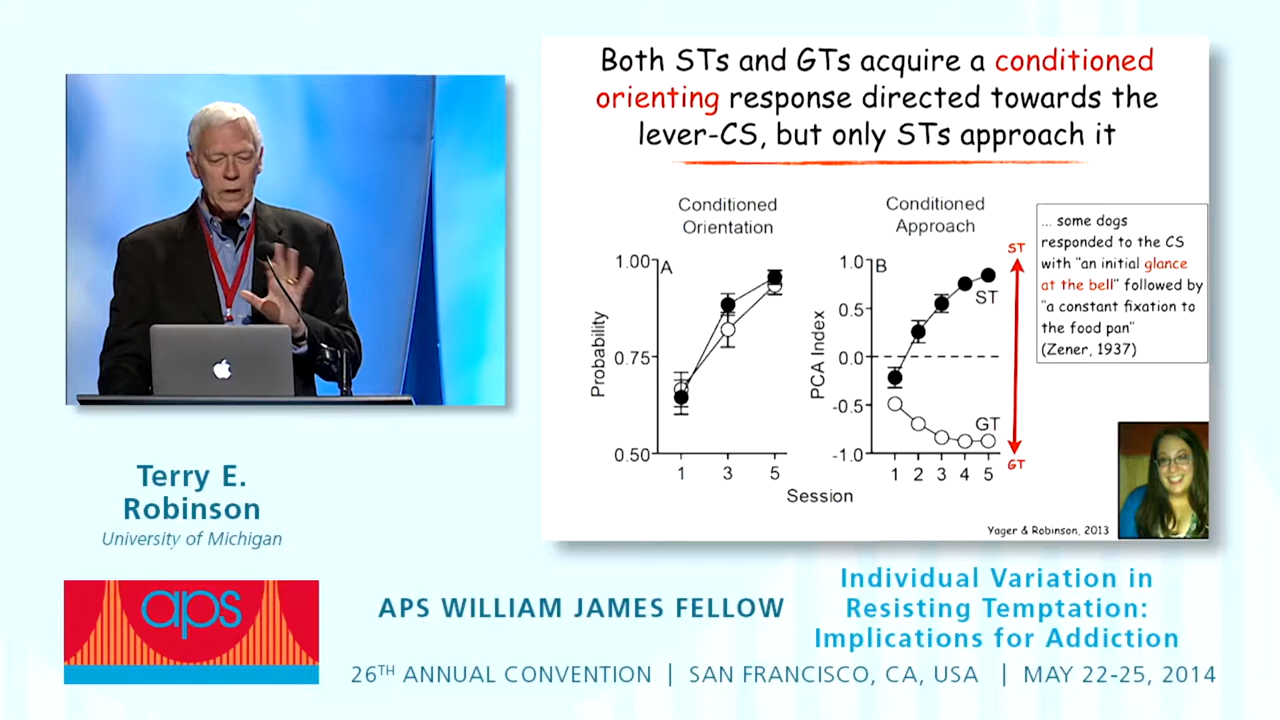 Both STs and GTs acquire a conditioned
orienting response directed towards the
lever-CS, but only STs approach it
Conditioned
Orientation
Conditioned
Approach
A
1.00
0.75
0.50
Probability
1
3
5
B
1.0
0.5
0.0
-0.5
-1.0
PCA Index
ST
GT
1 2 3 4 5
Session
ST
GT
... some dogs
responded to the CS
with "an initial glance
at the bell" followed by
"a constant fixation to
the food pan"
(Zener, 1937)
Yager & Robinson, 2013
Terry E.
Robinson
University of Michigan
aps
APS WILLIAM JAMES FELLOW
Individual Variation in
Resisting Temptation:
Implications for Addiction
26TH ANNUAL CONVENTION | SAN FRANCISCO, CA, USA | MAY 22-25, 2014